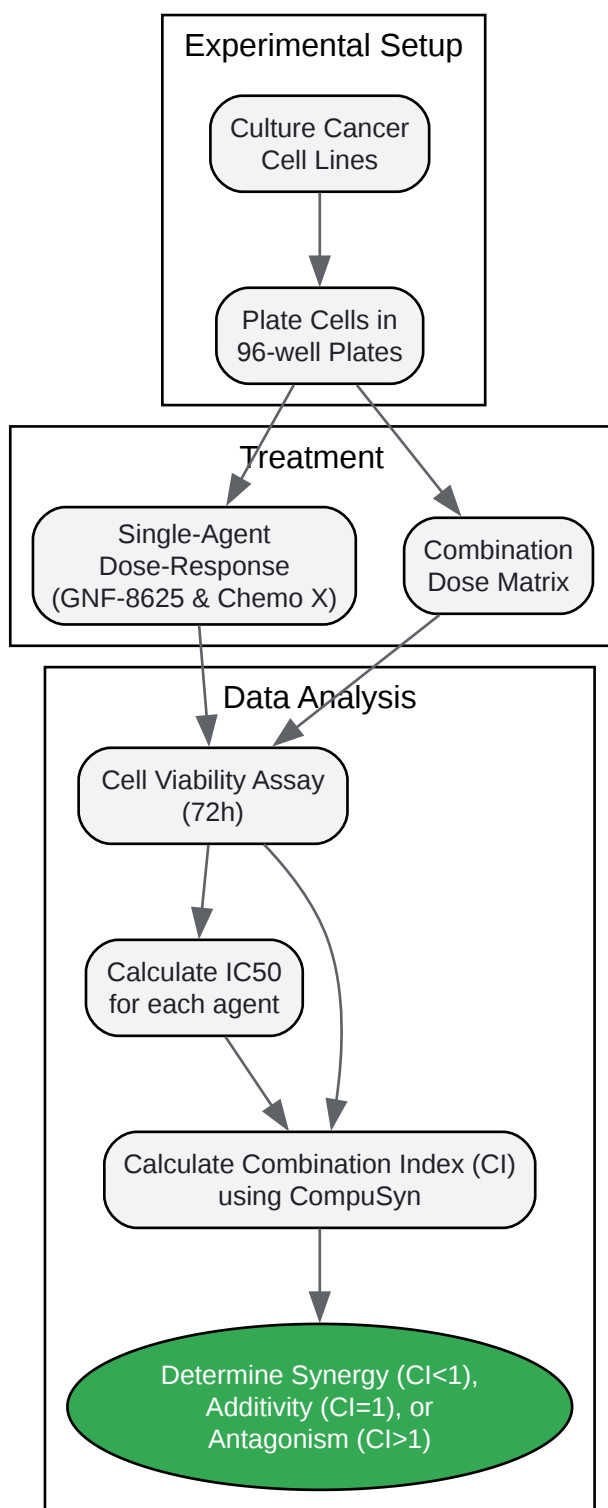 Experimental Setup
Culture Cancer
Cell Lines
Plate Cells in
96-well Plates
Treatment
Single-Agent
Dose-Response
(GNF-8625 & Chemo X)
Combination
Dose Matrix
Data Analysis
Cell Viability Assay
(72h)
Calculate IC50
for each agent
Calculate Combination Index (CI)
using CompuSyn
Determine Synergy (CI<1),
Additivity (CI=1), or
Antagonism (CI>1)